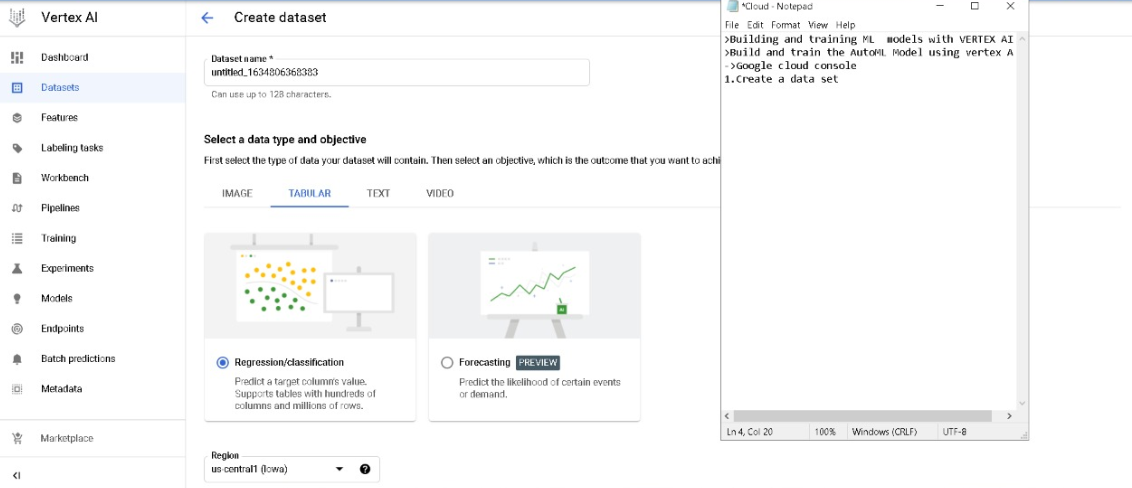 Vertex AI
Create dataset
Dashboard
Datasets
Features
Labeling tasks
Workbench
Pipelines
Training
Experiments
Models
Endpoints
Batch predictions
Metadata
Marketplace
Dataset name *
untitled_1634806368383
Can use up to 128 characters.
Select a data type and objective
First select the type of data your dataset will contain. Then select an objective, which is the outcome that you want to achi
IMAGE TABULAR TEXT VIDEO
AI
Regression/classification
Predict a target column's value.
Supports tables with hundreds of
columns and millions of rows.
Forecasting PREVIEW
Predict the likelihood of certain events
or demand.
Region
us-central1 (Iowa)
*Cloud - Notepad
File Edit Format View Help
>Building and training ML models with VERTEX AI
>Build and train the AutoML Model using vertex A
->Google cloud console
1.Create a data set
Ln 4, Col 20 100% Windows (CRLF) UTF-8